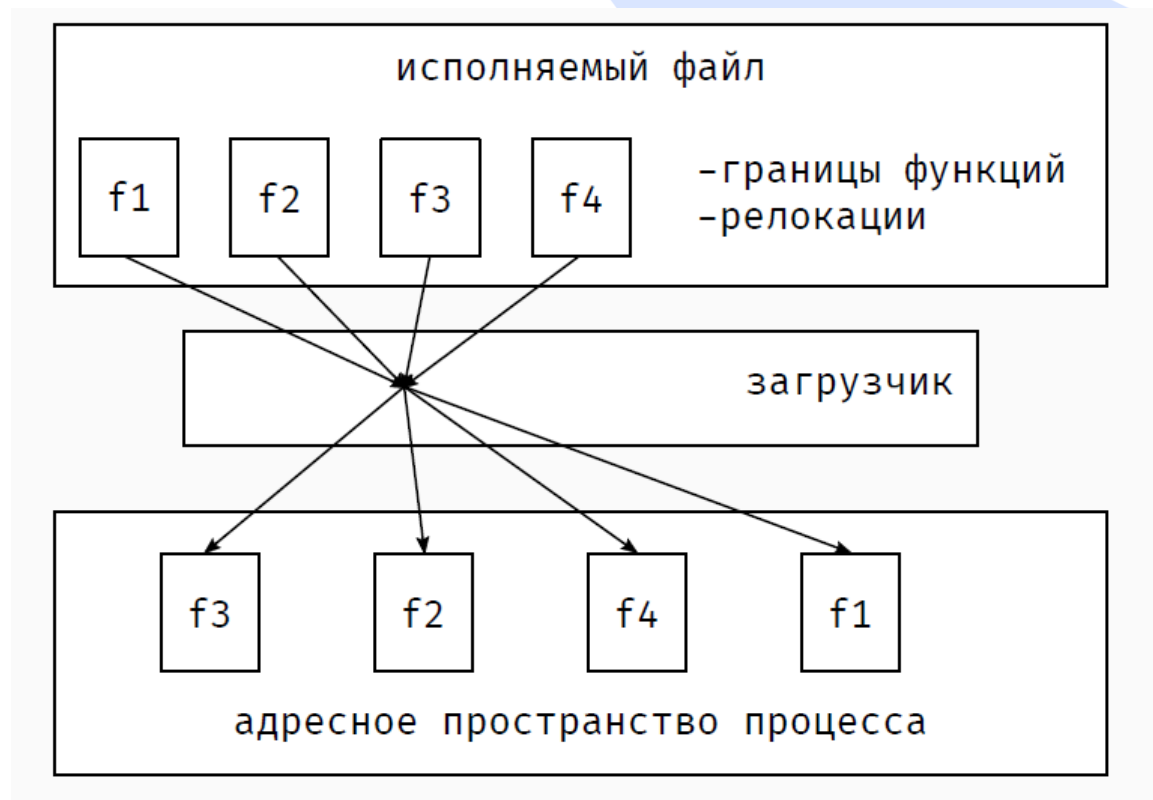 исполняемый файл
f1 f2 f3 f4
–границы функций
–релокации
загрузчик
f3 f2 f4 f1
адресное пространство процесса